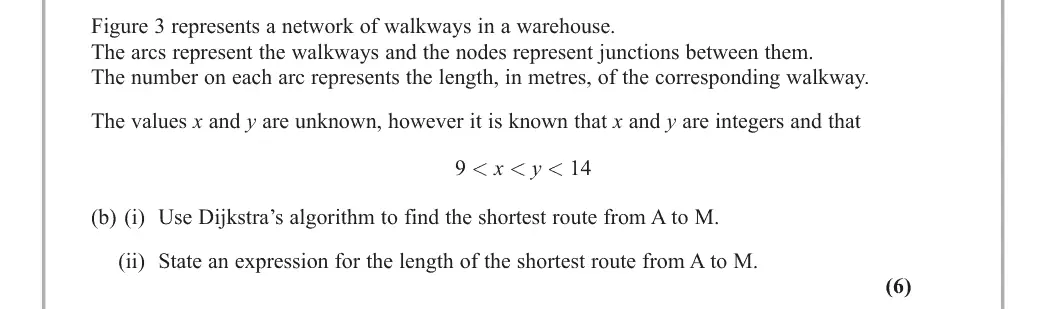 Figure 3 represents a network of walkways in a warehouse.
The arcs represent the walkways and the nodes represent junctions between them.
The number on each arc represents the length, in metres, of the corresponding walkway.
The values x and y are unknown, however it is known that x and y are integers and that
9 < x < y < 14
(b) (i) Use Dijkstra’s algorithm to find the shortest route from A to M.
(ii) State an expression for the length of the shortest route from A to M.
(6)